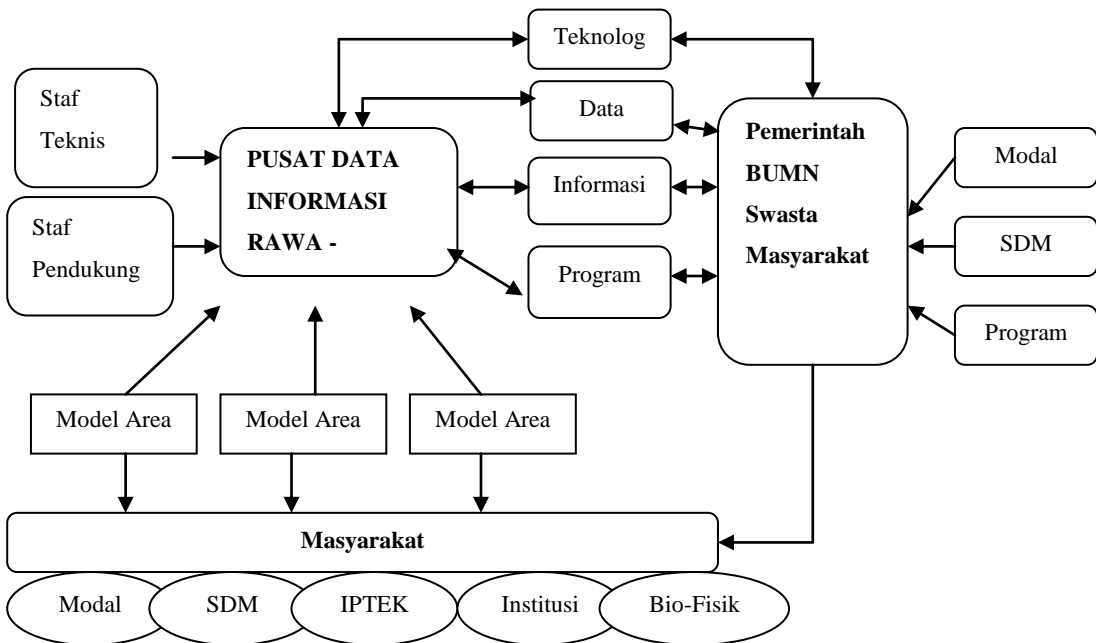 Teknolog
Staf
Teknis
Data
PUSAT DATA
INFORMASI
RAWA -
Pemerintah
BUMN
Swasta
Masyarakat
Modal
Informasi
Staf
Pendukung
SDM
Program
Program
Model Area
Model Area
Model Area
Masyarakat
Modal
SDM
IPTEK
Institusi
Bio-Fisik